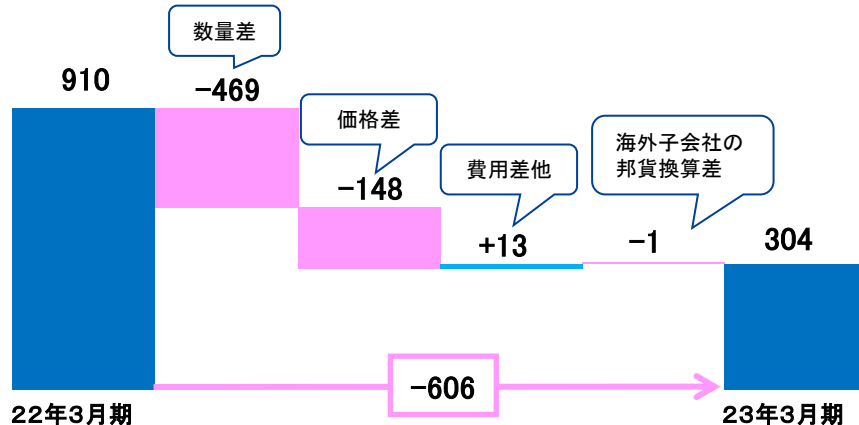 数量差
910
-469
価格差
-148
費用差他
+13
海外子会社の
邦貨換算差
-1
304
-606
22年3月期
23年3月期